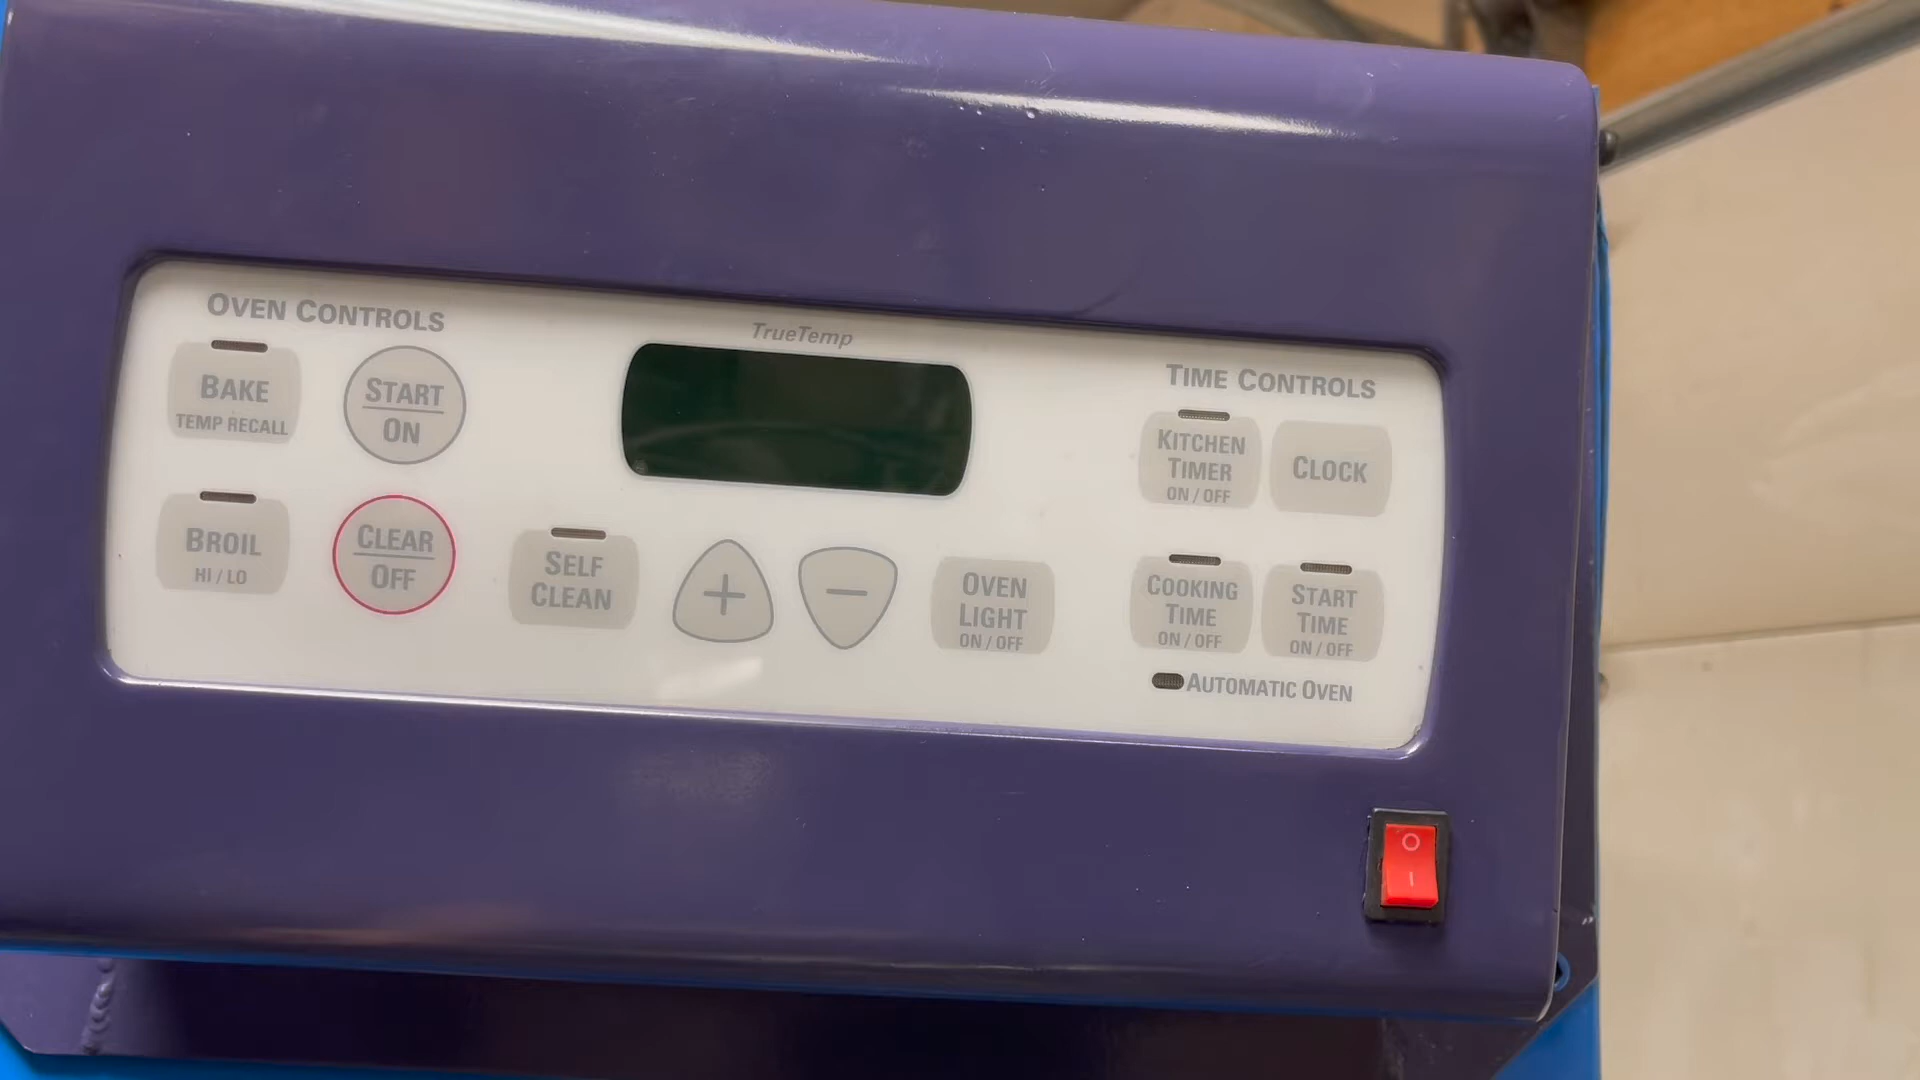 OVEN CONTROLS
BAKE
TEMP RECALL
START
ON
BROIL
HI / LO
CLEAR
OFF
SELF
CLEAN
TrueTemp
+
−
OVEN
LIGHT
ON / OFF
TIME CONTROLS
KITCHEN
TIMER
ON / OFF
CLOCK
COOKING
TIME
ON / OFF
START
TIME
ON / OFF
AUTOMATIC OVEN
O
I